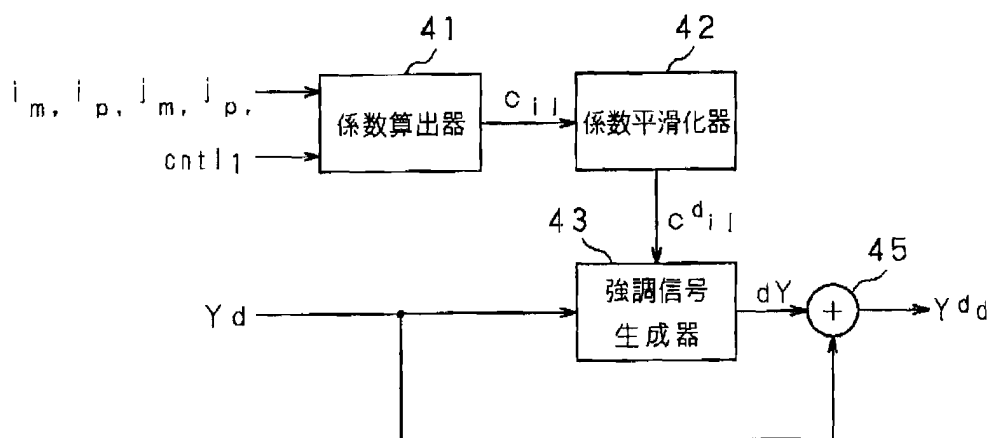 41
42
i m, i p, j m, j p,
係数算出器
c i j
係数平滑化器
cntl1
c d i j
43
45
強調信号
生成器
Yd
dY
+
Y d d